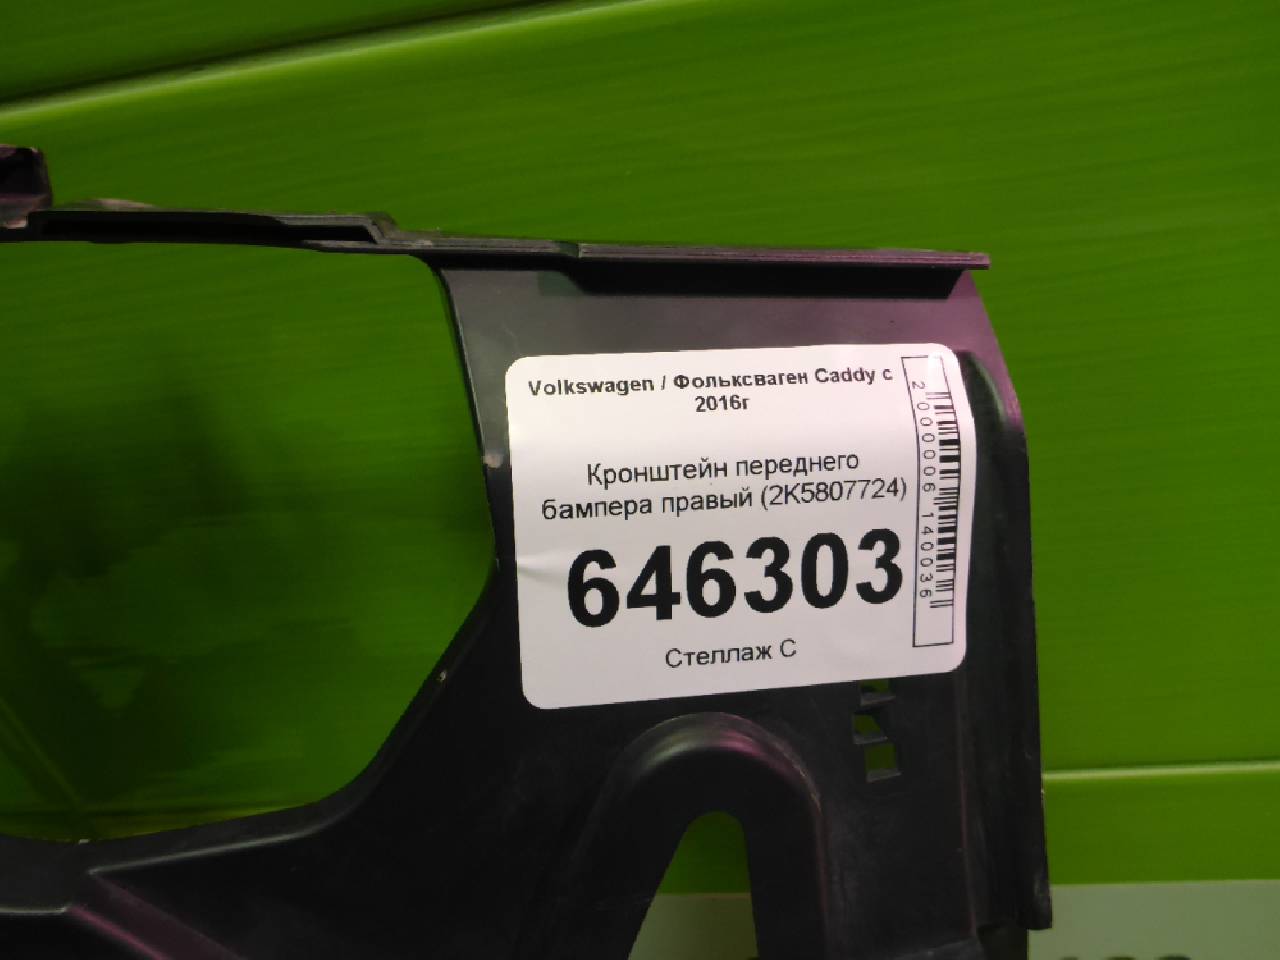 Volkswagen / Фольксваген Caddy с
2016г
Кронштейн переднего
бампера правый (2K5807724)
646303
Стеллаж С
2000006140036